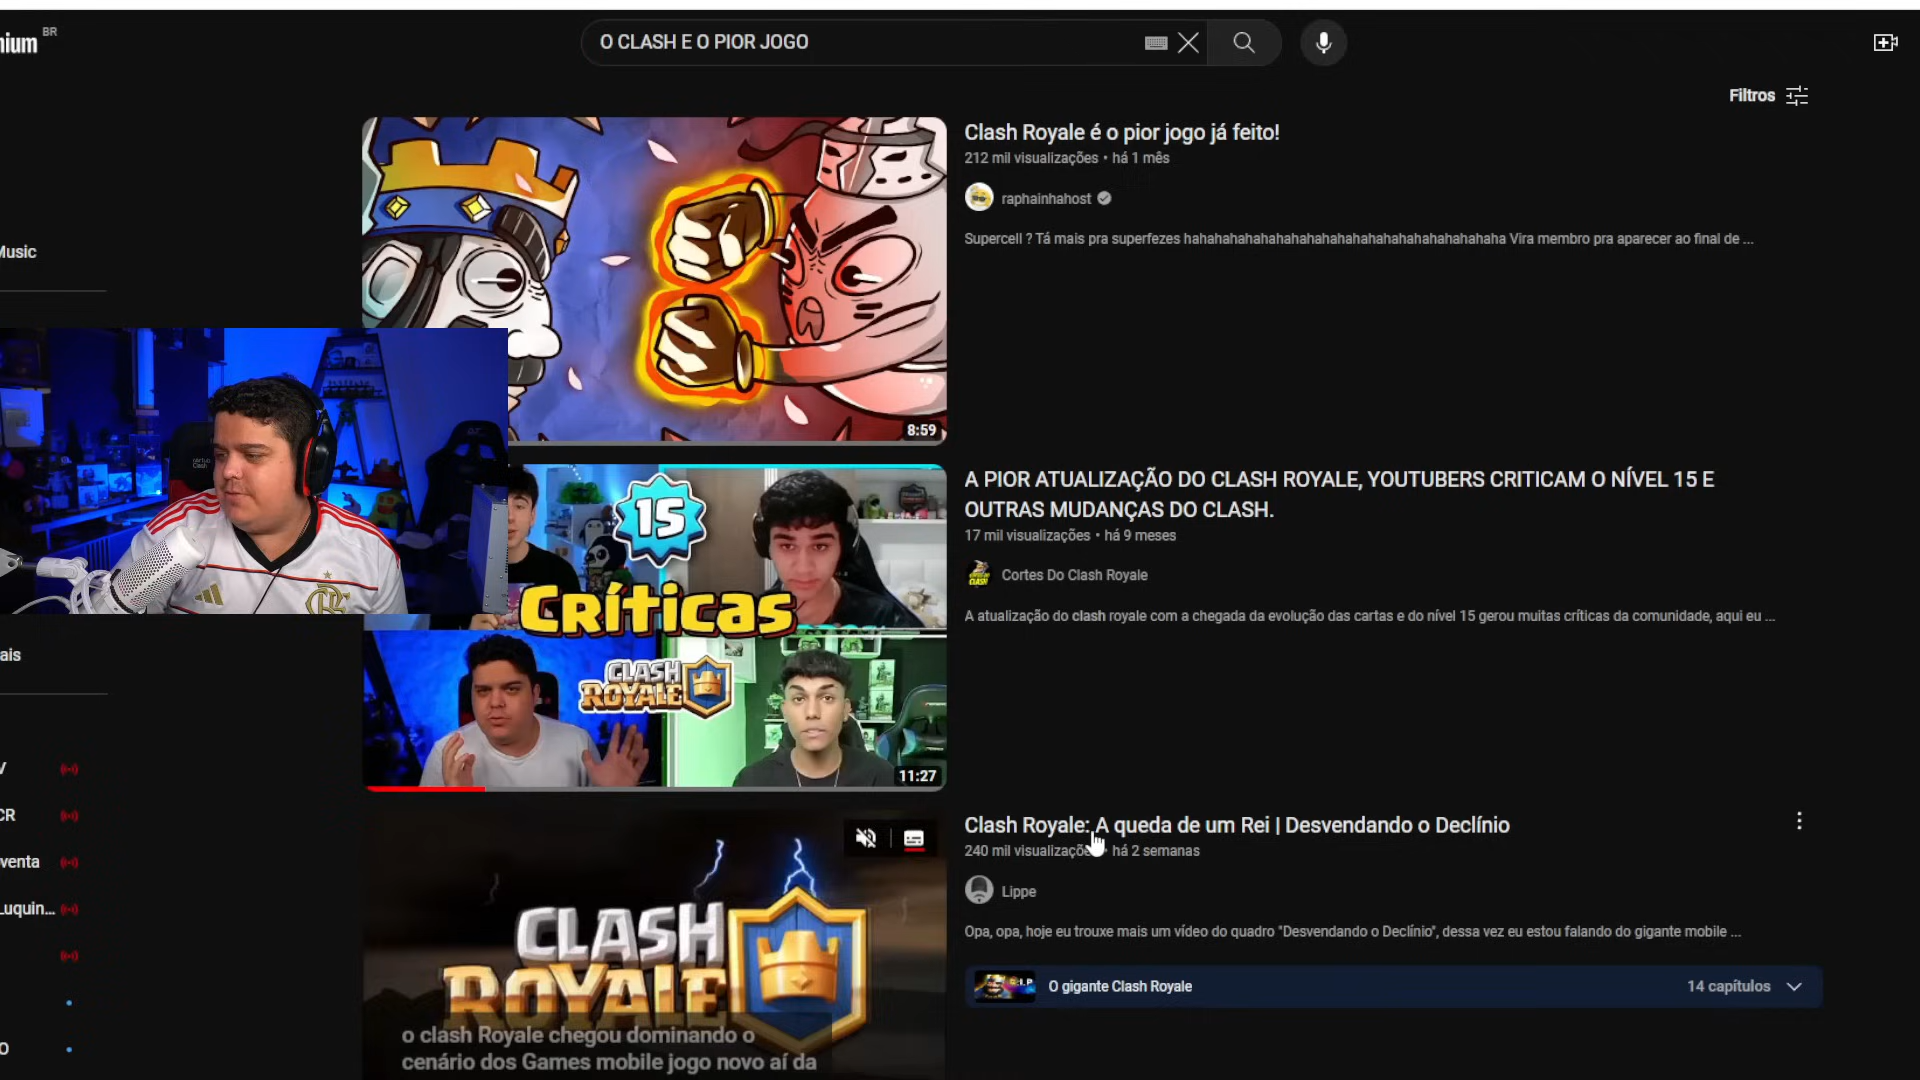 nium BR
O CLASH E O PIOR JOGO
Filtros
Clash Royale é o pior jogo já feito!
212 mil visualizações • há 1 mês
raphainhahost
Supercell ? Tá mais pra superfezes hahahahahahahahahahahahahahahahahahahahaha Vira membro pra aparecer ao final de ...
8:59
Music
A PIOR ATUALIZAÇÃO DO CLASH ROYALE, YOUTUBERS CRITICAM O NÍVEL 15 E
OUTRAS MUDANÇAS DO CLASH.
17 mil visualizações • há 9 meses
Cortes Do Clash Royale
A atualização do clash royale com a chegada da evolução das cartas e do nível 15 gerou muitas críticas da comunidade, aqui eu ...
15
CRÍTICAS
CLASH
ROYALE
11:27
ais
V
CR
venta
Luquin...
O
Clash Royale: A queda de um Rei | Desvendando o Declínio
240 mil visualizaçõe • há 2 semanas
Lippe
Opa, opa, hoje eu trouxe mais um vídeo do quadro "Desvendando o Declínio", dessa vez eu estou falando do gigante mobile ...
R.I.P
O gigante Clash Royale
14 capítulos
CLASH
ROYALE
o clash Royale chegou dominando o
cenário dos Games mobile jogo novo aí da